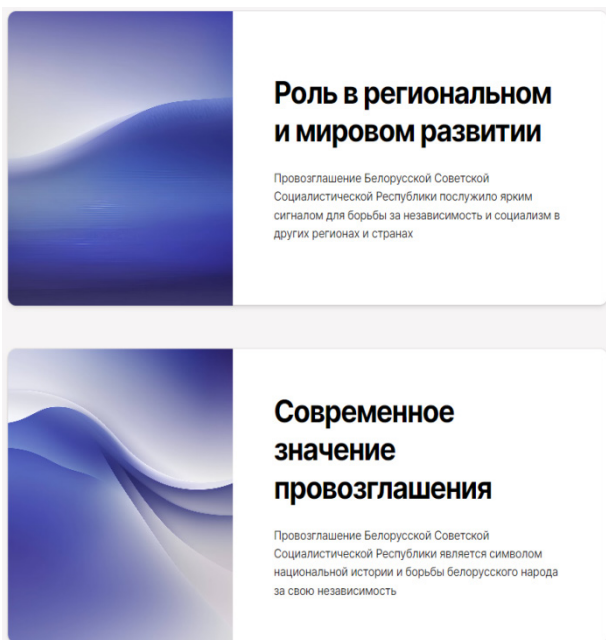 Роль в региональном
и мировом развитии
Провозглашение Белорусской Советской
Социалистической Республики послужило ярким
сигналом для борьбы за независимость и социализм в
других регионах и странах
Современное
значение
провозглашения
Провозглашение Белорусской Советской
Социалистической Республики является символом
национальной истории и борьбы белорусского народа
за свою независимость